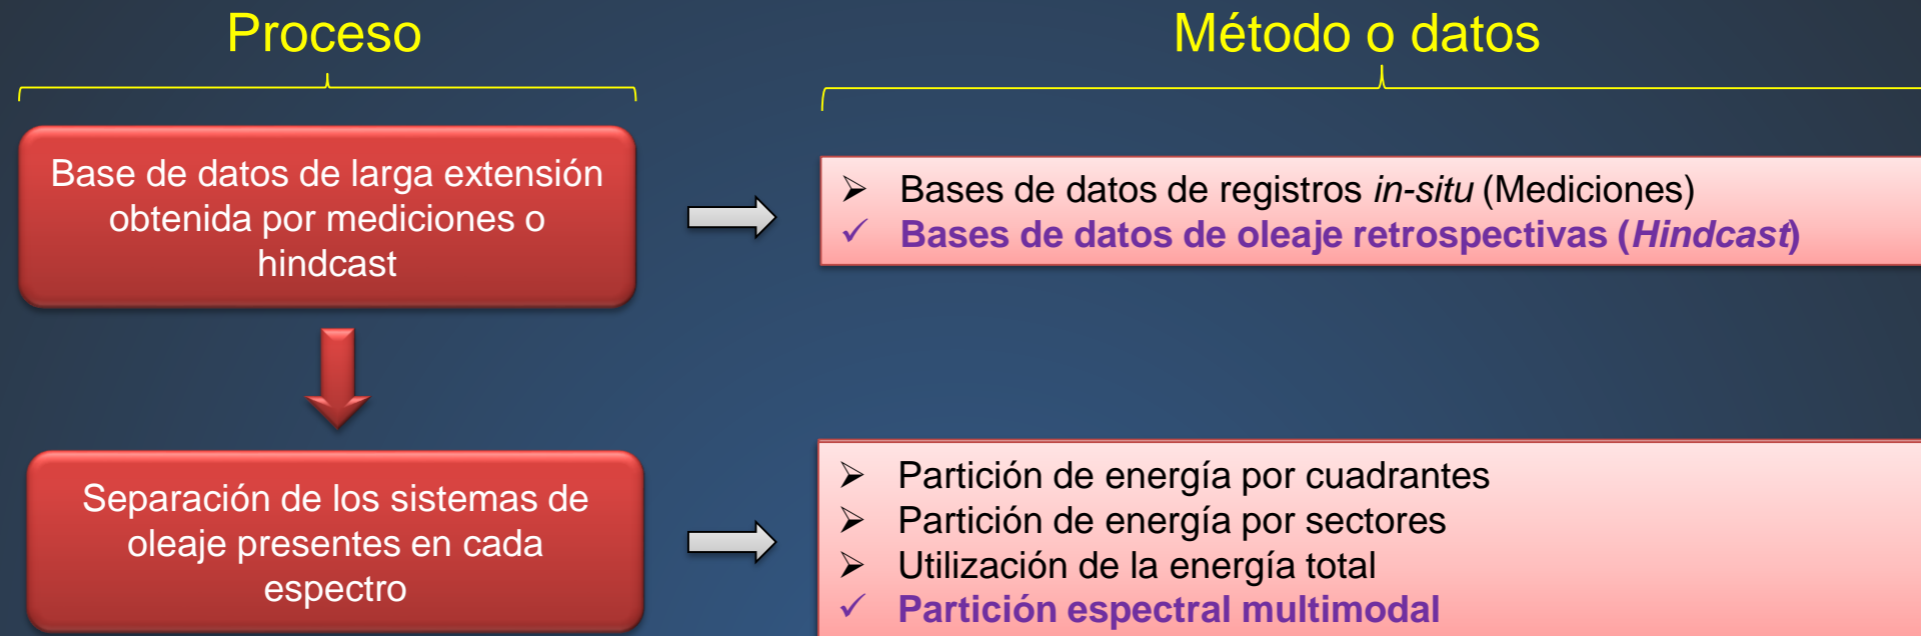 Proceso
Método o datos
Base de datos de larga extensión
obtenida por mediciones o
hindcast
➢ Bases de datos de registros in-situ (Mediciones)
✓ Bases de datos de oleaje retrospectivas (Hindcast)
Separación de los sistemas de
oleaje presentes en cada
espectro
➢ Partición de energía por cuadrantes
➢ Partición de energía por sectores
➢ Utilización de la energía total
✓ Partición espectral multimodal